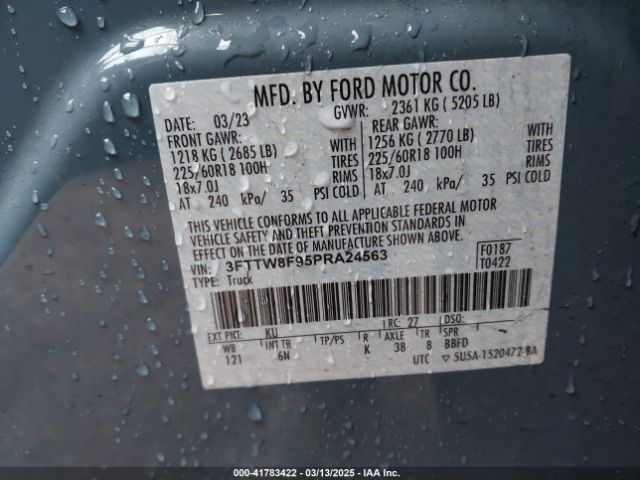 MFD. BY FORD MOTOR CO.
DATE: 03/23 GVWR: 2361 KG ( 5205 LB)
FRONT GAWR: REAR GAWR:
1218 KG ( 2685 LB) WITH 1256 KG ( 2770 LB) WITH
225/60R18 100H TIRES 225/60R18 100H TIRES
18x7.0J RIMS 18x7.0J RIMS
AT 240 kPa/ 35 PSI COLD AT 240 kPa/ 35 PSI COLD
THIS VEHICLE CONFORMS TO ALL APPLICABLE FEDERAL MOTOR
VEHICLE SAFETY AND THEFT PREVENTION STANDARDS IN
EFFECT ON THE DATE OF MANUFACTURE SHOWN ABOVE.
VIN: 3FTTW8F95PRA24563 F0187
TYPE: Truck T0422
EXT PNT: KU RC: 27 DSO:
WB INT TR TP/PS R AXLE TR SPR
121 6N K 38 8 BBFD
UTC ▽ SU5A-1520472-BA
000-41783422 - 03/13/2025 - IAA Inc.